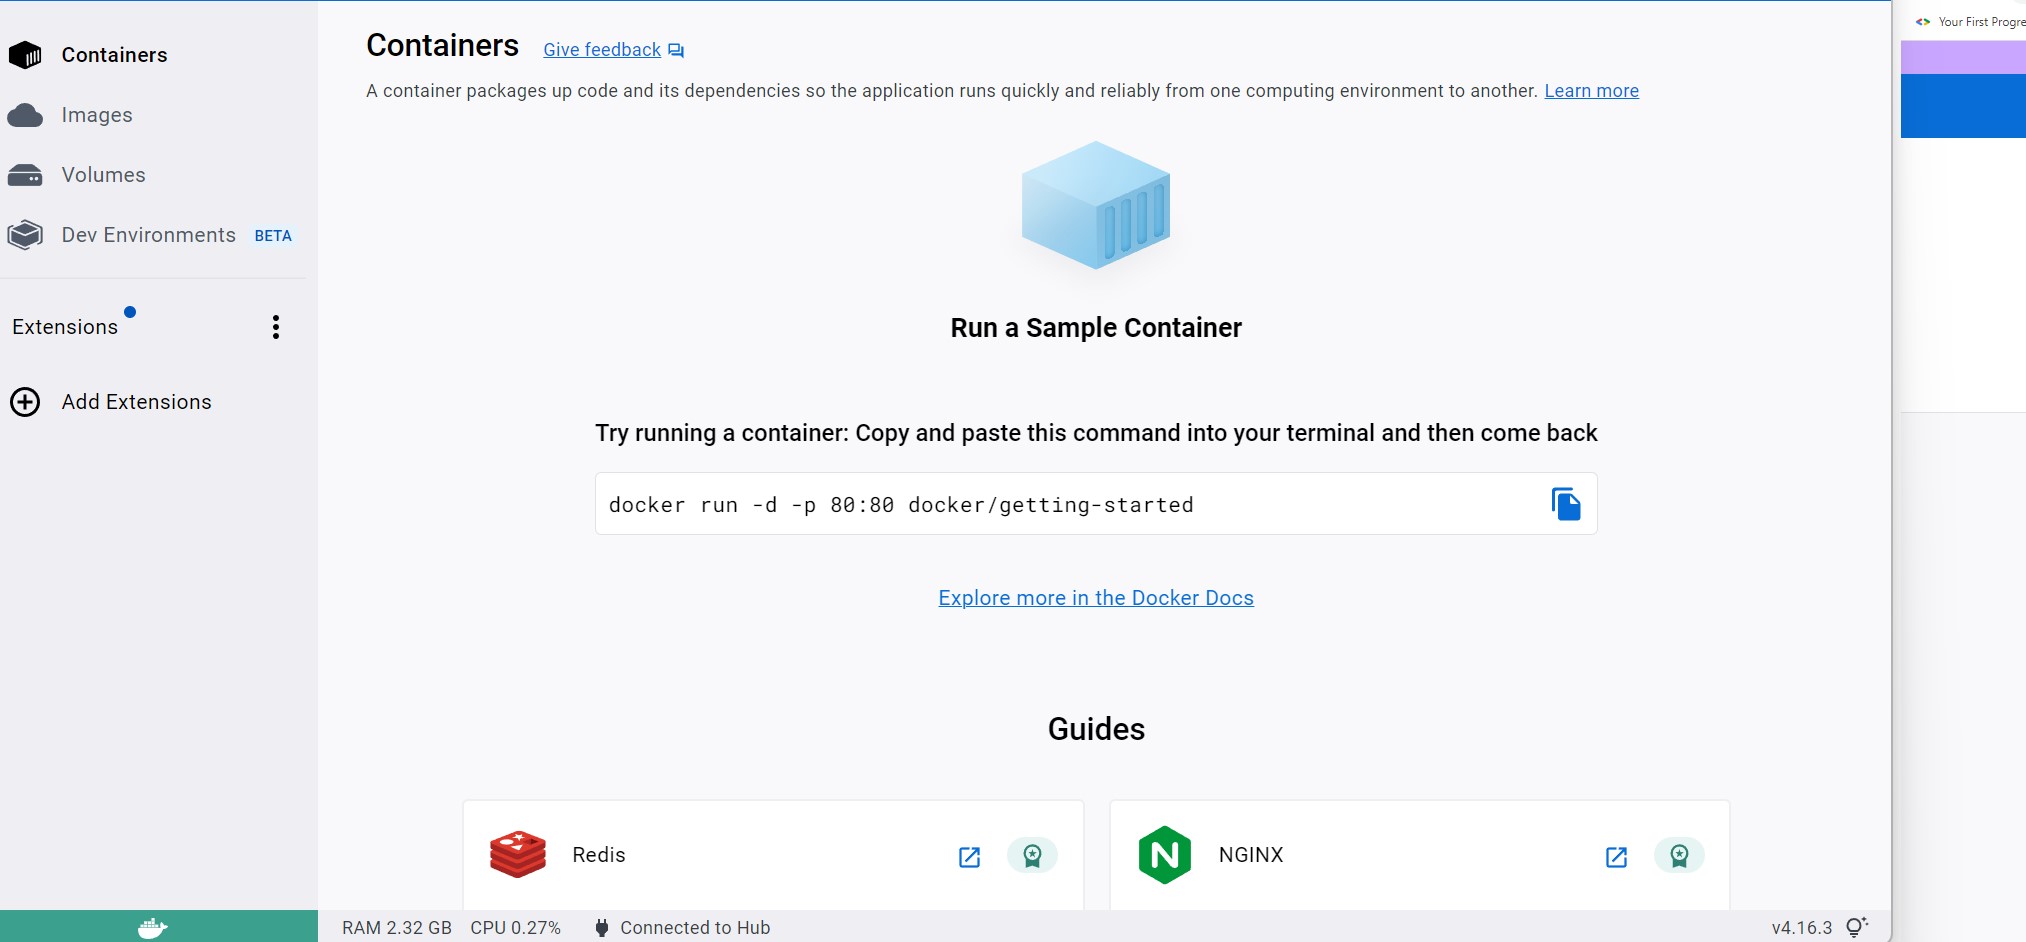 Containers
Images
Volumes
Dev Environments BETA
Extensions
Add Extensions
Containers Give feedback
A container packages up code and its dependencies so the application runs quickly and reliably from one computing environment to another. Learn more
Run a Sample Container
Try running a container: Copy and paste this command into your terminal and then come back
docker run -d -p 80:80 docker/getting-started
Explore more in the Docker Docs
Guides
Redis
NGINX
RAM 2.32 GB CPU 0.27% Connected to Hub
v4.16.3
Your First Progre